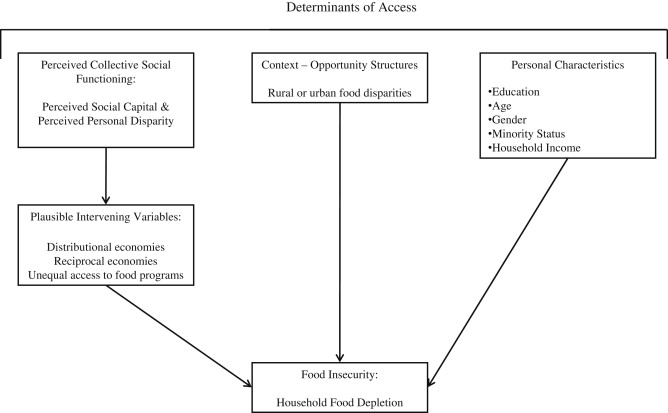 Determinants of Access
Perceived Collective Social
Functioning:
Perceived Social Capital &
Perceived Personal Disparity
Context – Opportunity Structures
Rural or urban food disparities
Personal Characteristics
•Education
•Age
•Gender
•Minority Status
•Household Income
Plausible Intervening Variables:
Distributional economies
Reciprocal economies
Unequal access to food programs
Food Insecurity:
Household Food Depletion